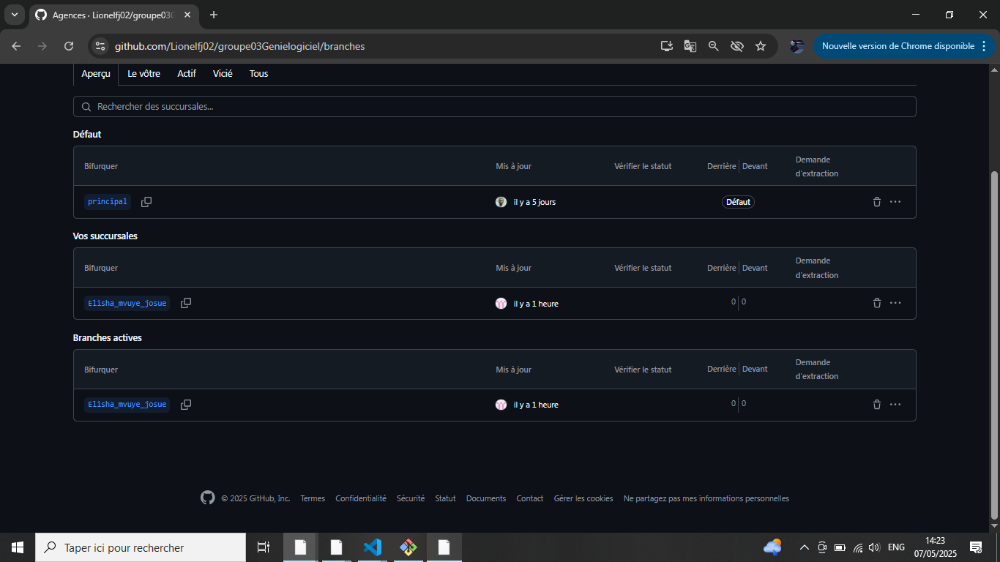 Agences · Lionelfj02/groupe03G
github.com/Lionelfj02/groupe03Genielogiciel/branches
Nouvelle version de Chrome disponible
Aperçu Le vôtre Actif Vicié Tous
Rechercher des succursales...
Défaut
Bifurquer Mis à jour Vérifier le statut Derrière Devant Demande d'extraction
principal il y a 5 jours Défaut
Vos succursales
Bifurquer Mis à jour Vérifier le statut Derrière Devant Demande d'extraction
Elisha_mvuye_josue il y a 1 heure 0 0
Branches actives
Bifurquer Mis à jour Vérifier le statut Derrière Devant Demande d'extraction
Elisha_mvuye_josue il y a 1 heure 0 0
© 2025 GitHub, Inc. Termes Confidentialité Sécurité Statut Documents Contact Gérer les cookies Ne partagez pas mes informations personnelles
Taper ici pour rechercher
ENG
14:23
07/05/2025